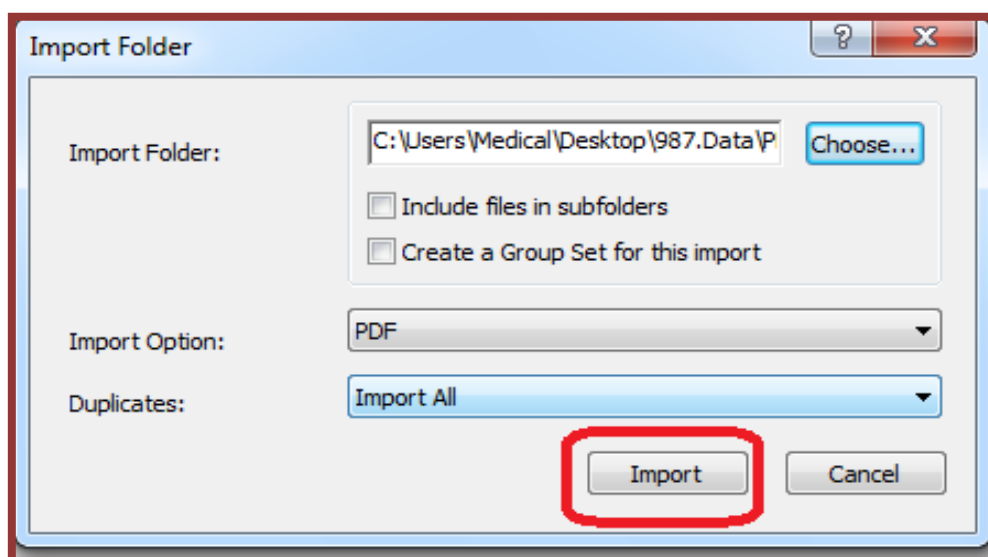 Import Folder
Import Folder:
C:\Users\Medical\Desktop\987.Data\P
Choose...
Include files in subfolders
Create a Group Set for this import
Import Option:
PDF
Duplicates:
Import All
Import
Cancel